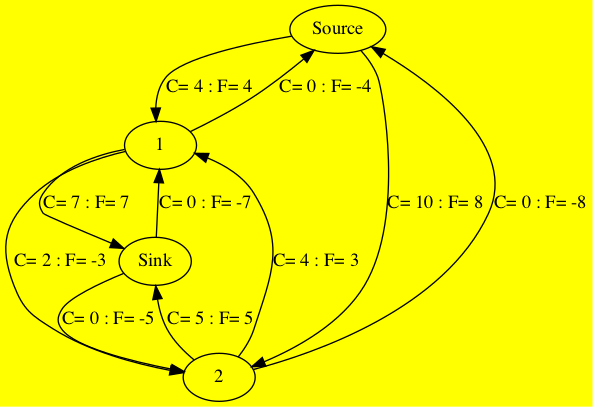 Source
C= 4 : F= 4
C= 0 : F= -4
1
C= 7 : F= 7
C= 0 : F= -7
C= 10 : F= 8
C= 0 : F= -8
C= 2 : F= -3
Sink
C= 4 : F= 3
C= 0 : F= -5
C= 5 : F= 5
2